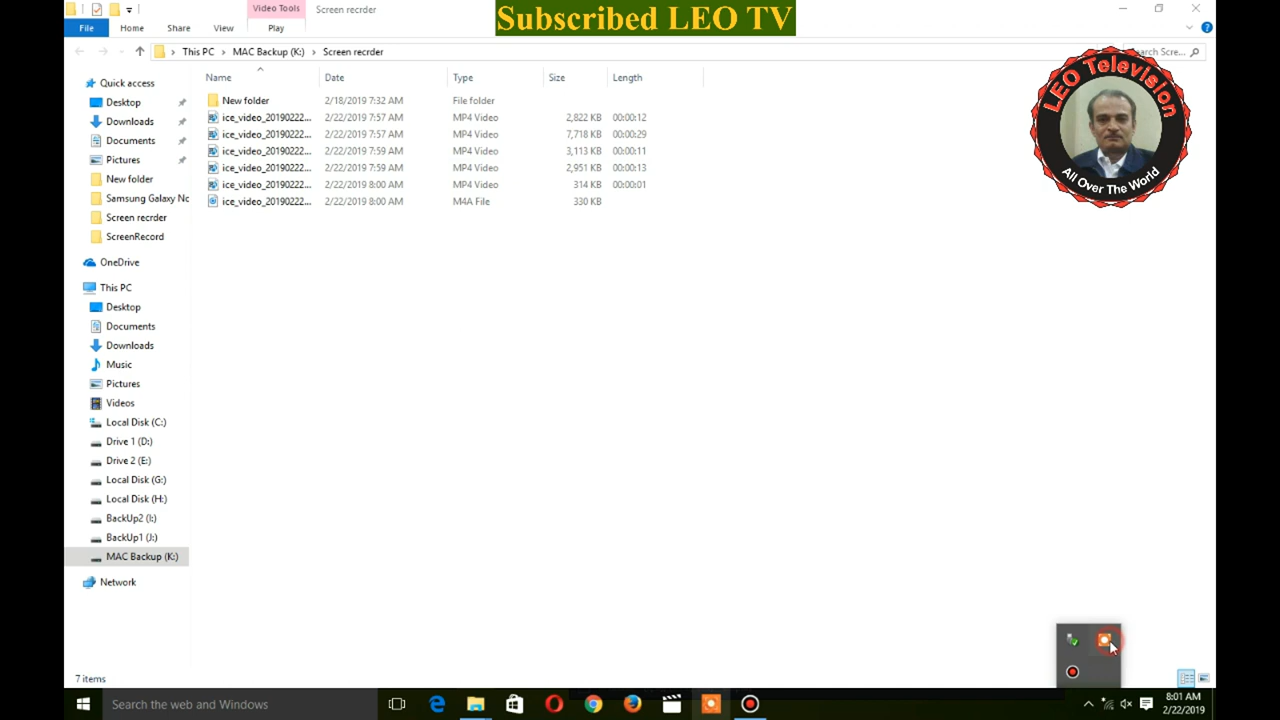 Video Tools
Screen recrder
Subscribed LEO TV
File
Home
Share
View
Play
This PC
MAC Backup (K:)
Screen recrder
Search Scre...
LEO Television
All Over The World
Name
Date
Type
Size
Length
New folder
2/18/2019 7:32 AM
File folder
ice_video_20190222...
2/22/2019 7:57 AM
MP4 Video
2,822 KB
00:00:12
ice_video_20190222...
2/22/2019 7:57 AM
MP4 Video
7,718 KB
00:00:29
ice_video_20190222...
2/22/2019 7:59 AM
MP4 Video
3,113 KB
00:00:11
ice_video_20190222...
2/22/2019 7:59 AM
MP4 Video
2,951 KB
00:00:13
ice_video_20190222...
2/22/2019 8:00 AM
MP4 Video
314 KB
00:00:01
ice_video_20190222...
2/22/2019 8:00 AM
M4A File
330 KB
Quick access
Desktop
Downloads
Documents
Pictures
New folder
Samsung Galaxy Nc
Screen recrder
ScreenRecord
OneDrive
This PC
Desktop
Documents
Downloads
Music
Pictures
Videos
Local Disk (C:)
Drive 1 (D:)
Drive 2 (E:)
Local Disk (G:)
Local Disk (H:)
BackUp2 (I:)
BackUp1 (J:)
MAC Backup (K:)
Network
7 items
Search the web and Windows
8:01 AM
2/22/2019